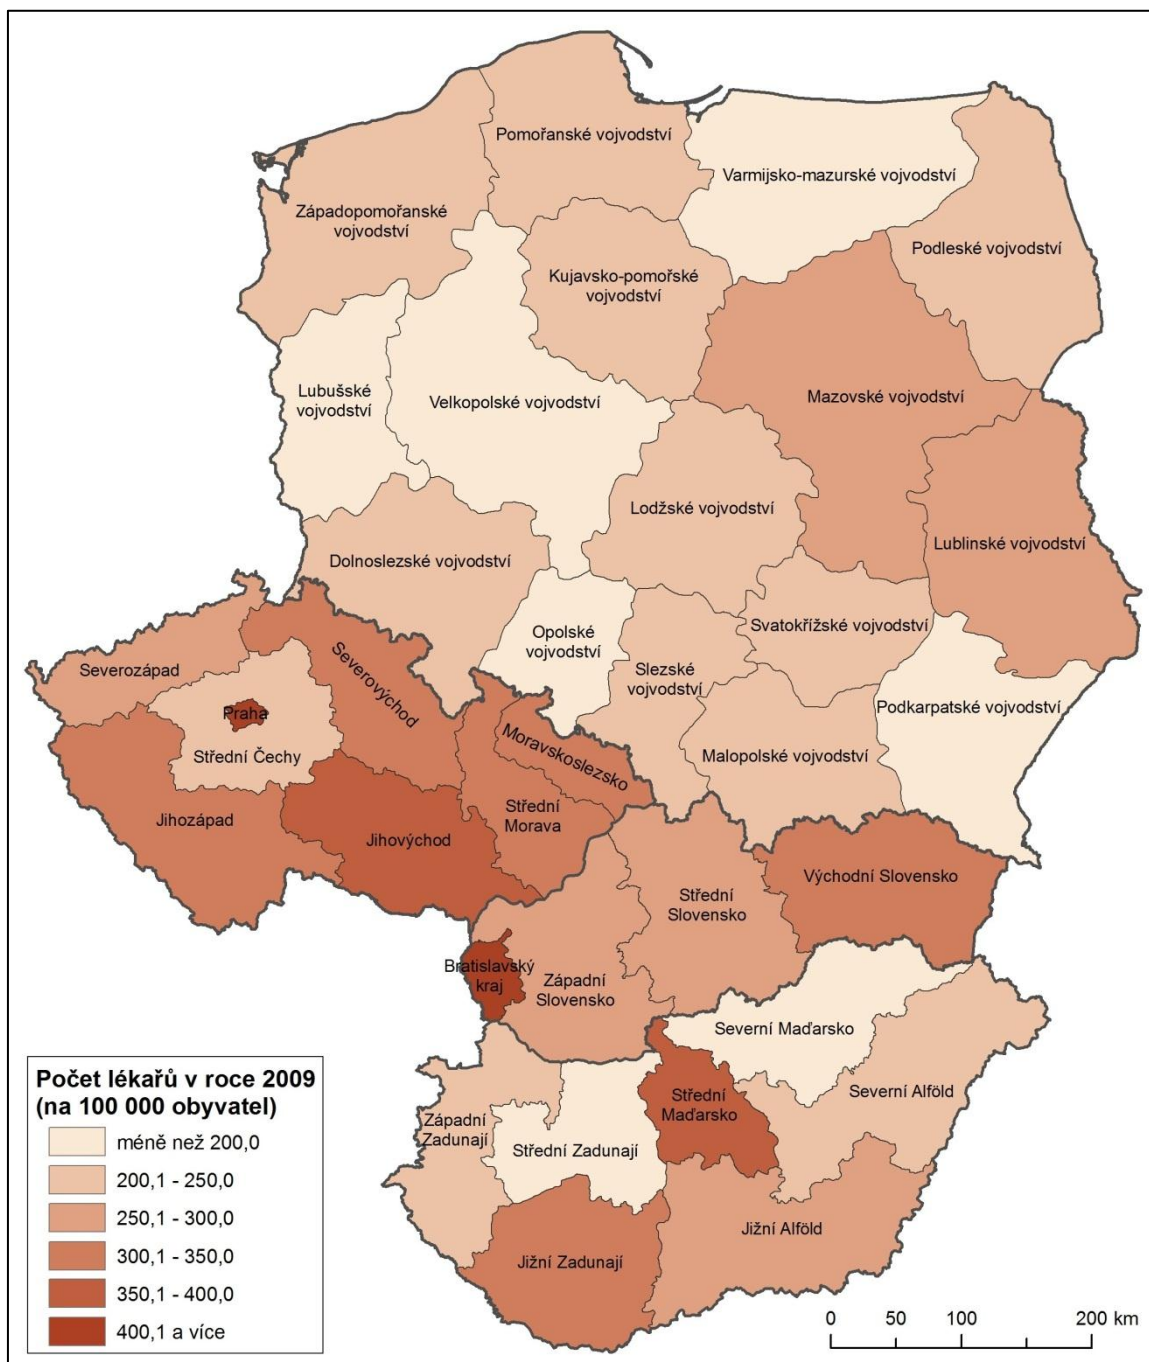 Pomořanské vojvodství
Varmijsko-mazurské vojvodství
Západopomořanské
vojvodství
Podleské vojvodství
Kujavsko-pomořské
vojvodství
Lubušské
vojvodství
Velkopolské vojvodství
Mazovské vojvodství
Lodžské vojvodství
Lublinské vojvodství
Dolnoslezské vojvodství
Opolské
vojvodství
Svatokřížské vojvodství
Slezské
vojvodství
Severozápad
Severovýchod
Praha
Střední Čechy
Podkarpatské vojvodství
Malopolské vojvodství
Moravskoslezsko
Střední
Morava
Jihozápad
Jihovýchod
Východní Slovensko
Střední
Slovensko
Bratislavský
kraj
Západní
Slovensko
Severní Maďarsko
Severní Alföld
Střední
Maďarsko
Západní
Zadunají
Střední Zadunají
Jižní Alföld
Jižní Zadunají
Počet lékařů v roce 2009
(na 100 000 obyvatel)
méně než 200,0
200,1 - 250,0
250,1 - 300,0
300,1 - 350,0
350,1 - 400,0
400,1 a více
0 50 100 200 km